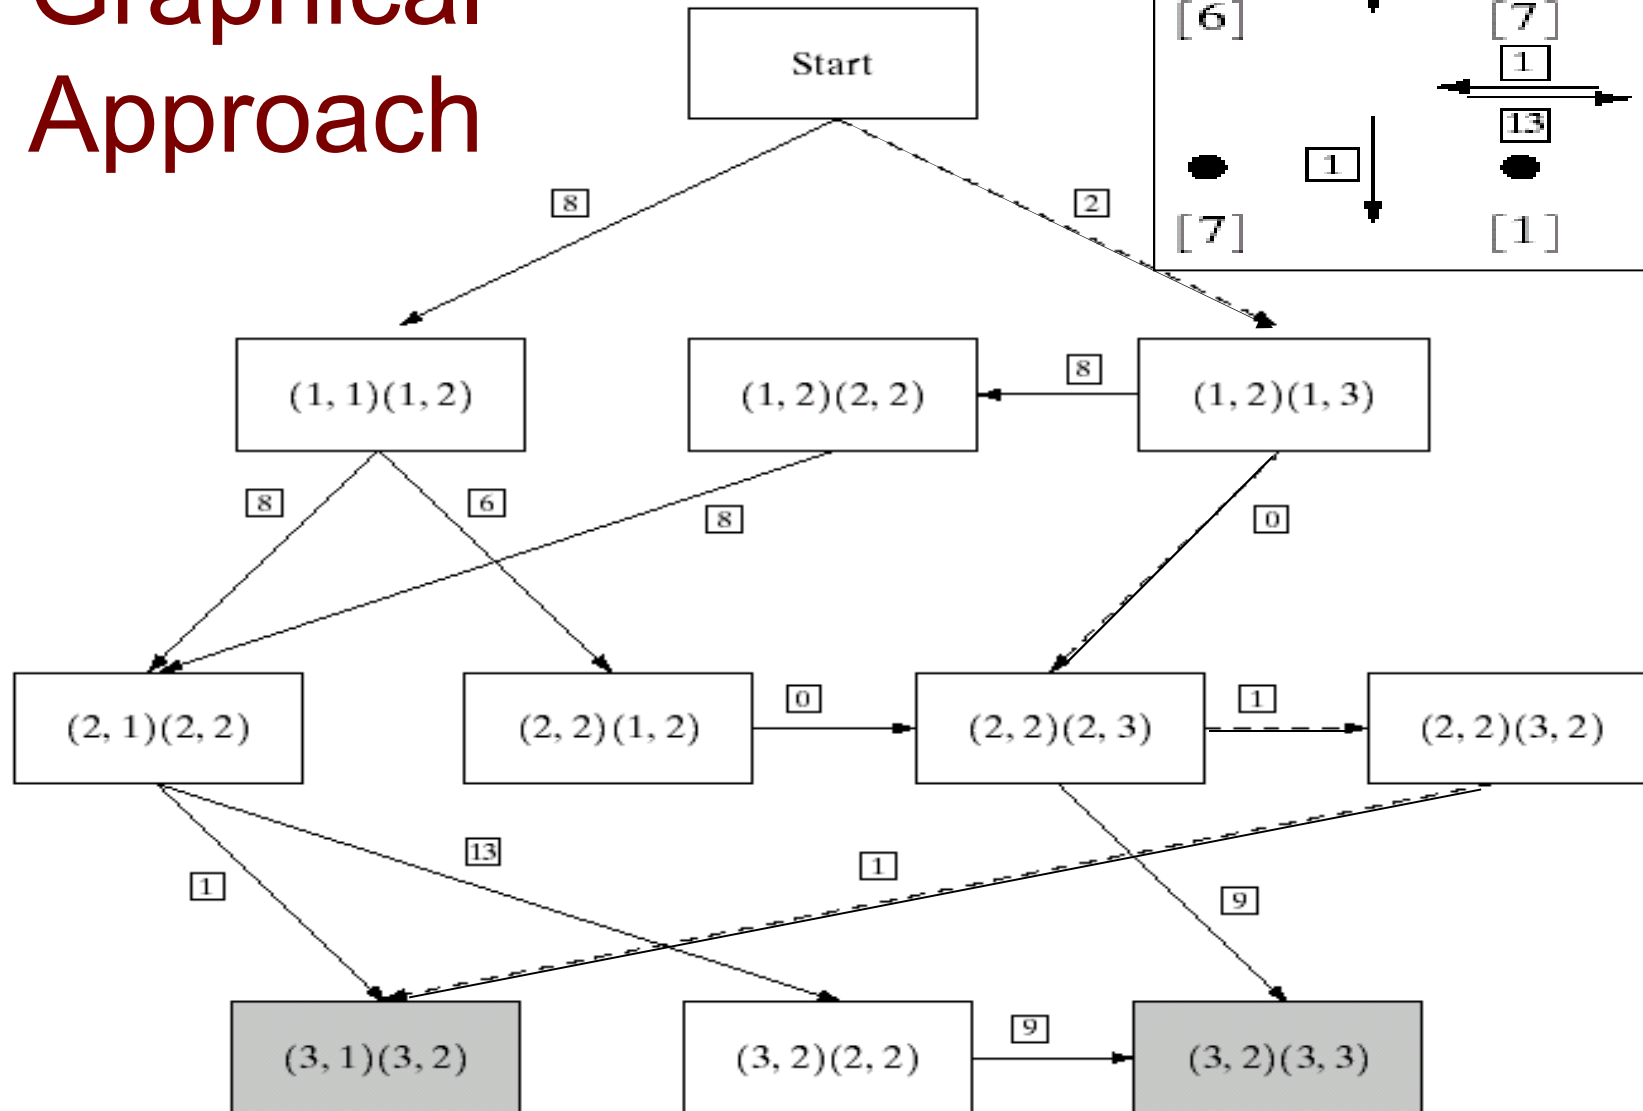 Graphical
Approach
[6] [7]
1
13
1
[7] [1]
Start
8
2
(1, 1)(1, 2)
(1, 2)(2, 2)
8
(1, 2)(1, 3)
8
6
8
0
(2, 1)(2, 2)
(2, 2)(1, 2)
0
(2, 2)(2, 3)
1
(2, 2)(3, 2)
1
13
1
9
(3, 1)(3, 2)
(3, 2)(2, 2)
9
(3, 2)(3, 3)